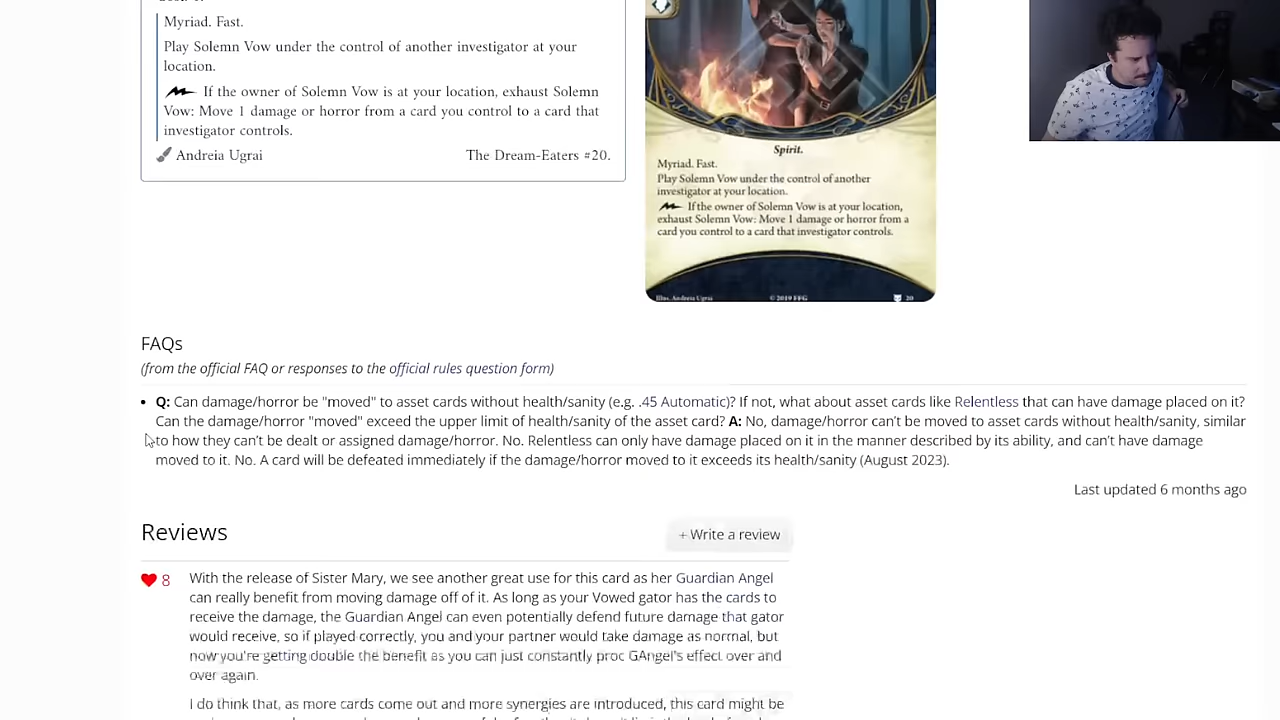 Myriad. Fast.
Play Solemn Vow under the control of another investigator at your
location.
If the owner of Solemn Vow is at your location, exhaust Solemn
Vow: Move 1 damage or horror from a card you control to a card that
investigator controls.
Andreia Ugrai
The Dream-Eaters #20.
Spirit.
Myriad. Fast.
Play Solemn Vow under the control of another
investigator at your location.
If the owner of Solemn Vow is at your location,
exhaust Solemn Vow: Move 1 damage or horror from a
card you control to a card that investigator controls.
Illus. Andreia Ugrai
© 2019 FFG
20
FAQs
(from the official FAQ or responses to the official rules question form)
• Q: Can damage/horror be "moved" to asset cards without health/sanity (e.g. .45 Automatic)? If not, what about asset cards like Relentless that can have damage placed on it?
Can the damage/horror "moved" exceed the upper limit of health/sanity of the asset card? A: No, damage/horror can't be moved to asset cards without health/sanity, similar
to how they can't be dealt or assigned damage/horror. No. Relentless can only have damage placed on it in the manner described by its ability, and can't have damage
moved to it. No. A card will be defeated immediately if the damage/horror moved to it exceeds its health/sanity (August 2023).
Last updated 6 months ago
Reviews
+ Write a review
8
With the release of Sister Mary, we see another great use for this card as her Guardian Angel
can really benefit from moving damage off of it. As long as your Vowed gator has the cards to
receive the damage, the Guardian Angel can even potentially defend future damage that gator
would receive, so if played correctly, you and your partner would take damage as normal, but
now you're getting double the benefit as you can just constantly proc GAngel's effect over and
over again.
I do think that, as more cards come out and more synergies are introduced, this card might be